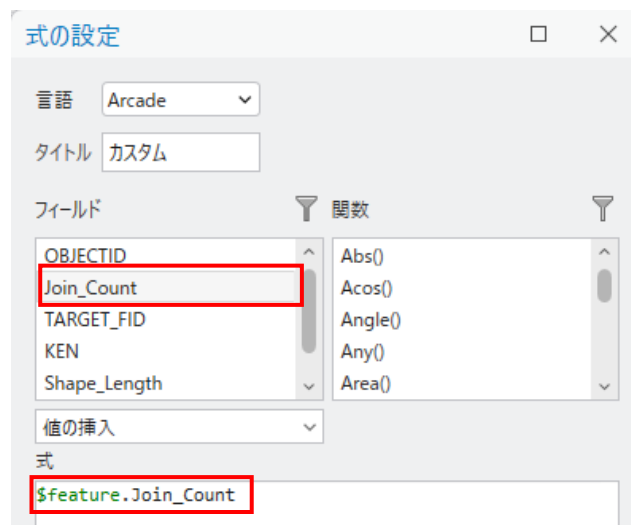 式の設定
言語 Arcade
タイトル カスタム
フィールド 関数
OBJECTID Abs()
Join_Count Acos()
TARGET_FID Angle()
KEN Any()
Shape_Length Area()
値の挿入
式
$feature.Join_Count